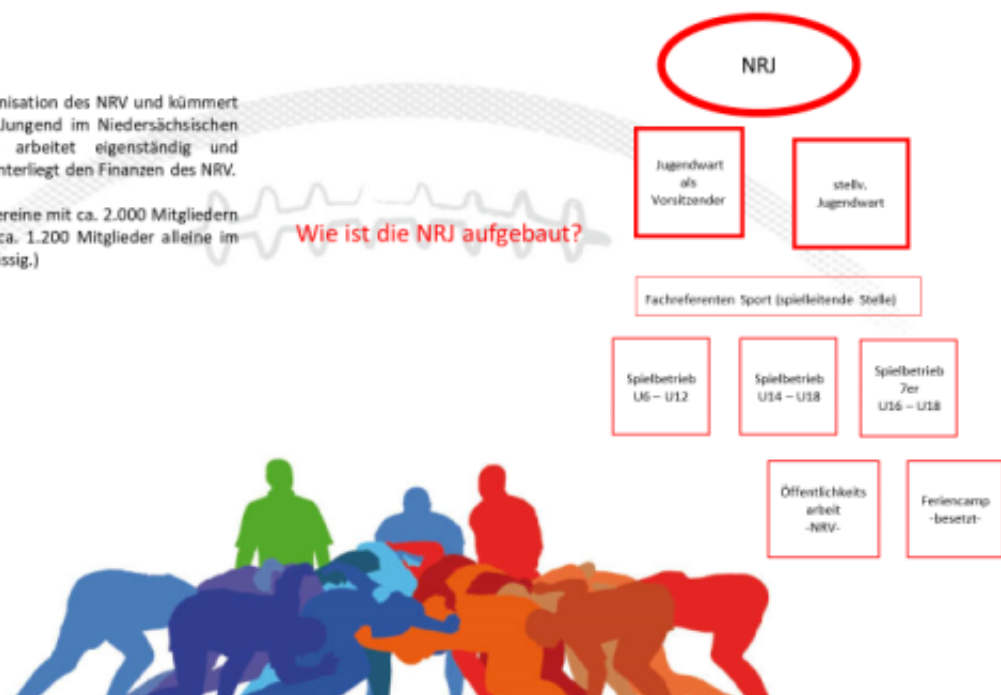 nisation des NRV und kümmert
Jungend im Niedersächsischen
arbeitet eigenständig und
nterliegt den Finanzen des NRV.
ereine mit ca. 2.000 Mitgliedern
ca. 1.200 Mitglieder alleine im
ssig.)
Wie ist die NRJ aufgebaut?
NRJ
Jugendwart
als
Vorsitzender
stellv.
Jugendwart
Fachreferenten Sport (spielleitende Stelle)
Spielbetrieb
U6 – U12
Spielbetrieb
U14 – U18
Spielbetrieb
7er
U16 – U18
Öffentlichkeits
arbeit
-NRV-
Feriencamp
-besetzt-